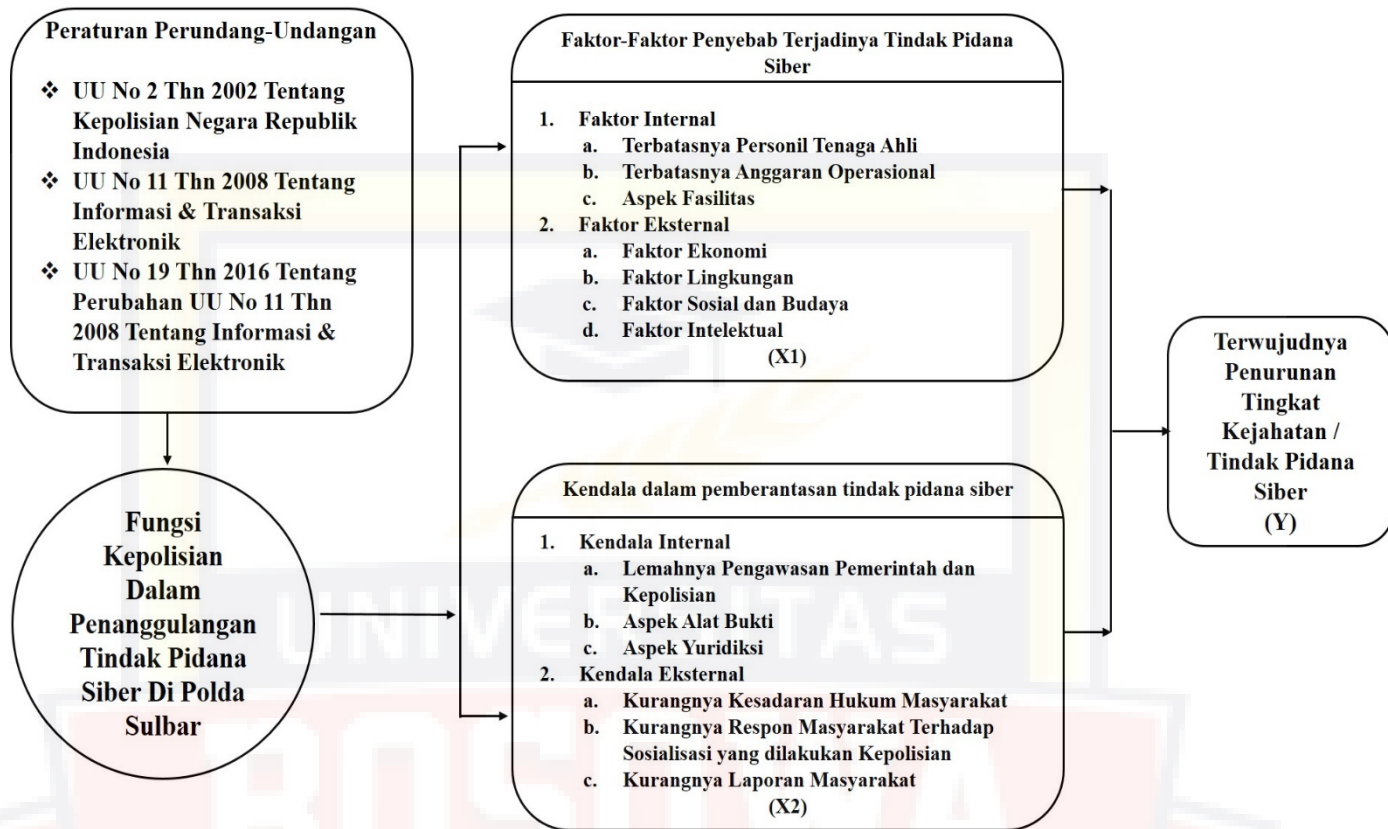 Peraturan Perundang-Undangan
❖ UU No 2 Thn 2002 Tentang
Kepolisian Negara Republik
Indonesia
❖ UU No 11 Thn 2008 Tentang
Informasi & Transaksi
Elektronik
❖ UU No 19 Thn 2016 Tentang
Perubahan UU No 11 Thn
2008 Tentang Informasi &
Transaksi Elektronik
Fungsi
Kepolisian
Dalam
Penanggulangan
Tindak Pidana
Siber Di Polda
Sulbar
Faktor-Faktor Penyebab Terjadinya Tindak Pidana
Siber
1. Faktor Internal
a. Terbatasnya Personil Tenaga Ahli
b. Terbatasnya Anggaran Operasional
c. Aspek Fasilitas
2. Faktor Eksternal
a. Faktor Ekonomi
b. Faktor Lingkungan
c. Faktor Sosial dan Budaya
d. Faktor Intelektual
(X1)
Kendala dalam pemberantasan tindak pidana siber
1. Kendala Internal
a. Lemahnya Pengawasan Pemerintah dan
Kepolisian
b. Aspek Alat Bukti
c. Aspek Yuridiksi
2. Kendala Eksternal
a. Kurangnya Kesadaran Hukum Masyarakat
b. Kurangnya Respon Masyarakat Terhadap
Sosialisasi yang dilakukan Kepolisian
c. Kurangnya Laporan Masyarakat
(X2)
Terwujudnya
Penurunan
Tingkat
Kejahatan /
Tindak Pidana
Siber
(Y)
UNIVERSITAS
BOSOWA